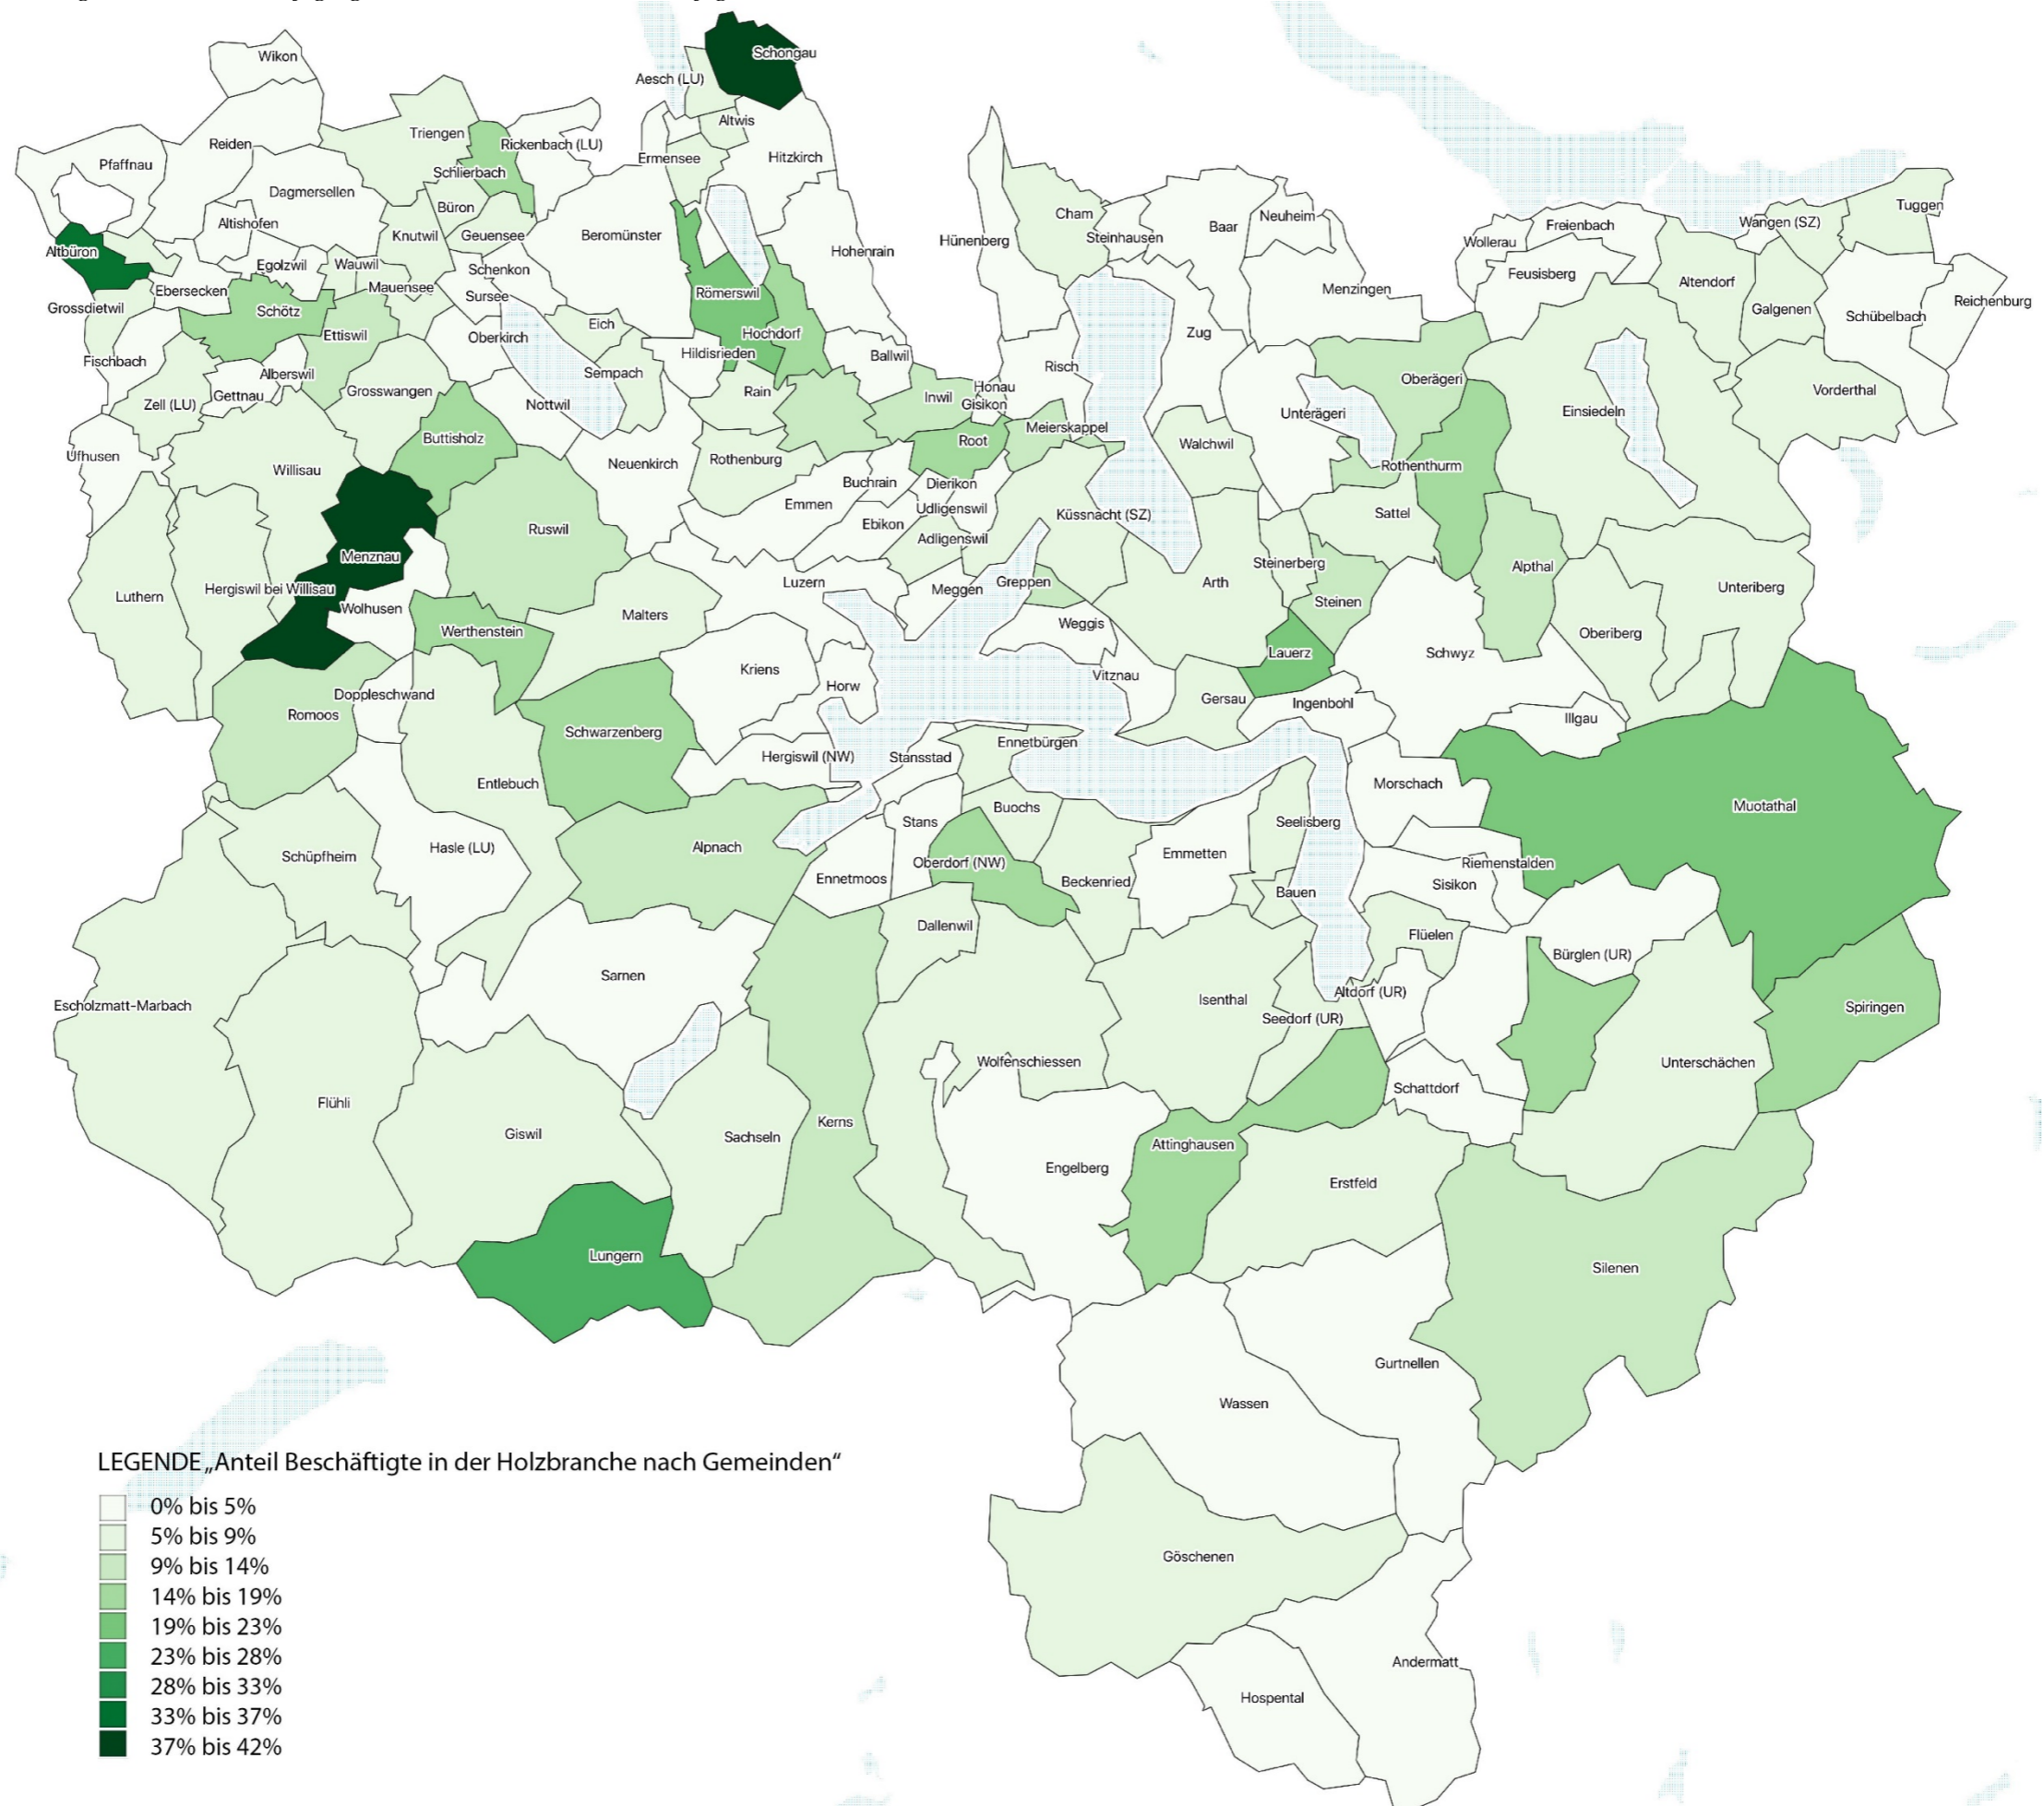 Schongau
Wikon
Aesch (LU)
Altwis
Triengen
Reiden
Rickenbach (LU)
Hitzkirch
Ermensee
Pfaffnau
Schlierbach
Dagmersellen
Büron
Cham
Tuggen
Neuheim
Altishofen
Wangen (SZ)
Freienbach
Baar
Knutwil
Geuensee
Beromünster
Steinhausen
Hünenberg
Wollerau
Altbüron
Hohenrain
Egolzwil
Wauwil
Schenkon
Feusisberg
Altendorf
Mauensee
Ebersecken
Römerswil
Menzingen
Sursee
Reichenburg
Grossdietwil
Schötz
Galgenen
Schübelbach
Eich
Ettiswil
Oberkirch
Hochdorf
Zug
Hildisrieden
Ballwil
Fischbach
Risch
Alberswil
Sempach
Oberägeri
Honau
Grosswangen
Rain
Vorderthal
Gettnau
Inwil
Gisikon
Zell (LU)
Nottwil
Unterägeri
Einsiedeln
Meierskappel
Buttisholz
Root
Walchwil
Ufhusen
Rothenburg
Neuenkirch
Rothenthurm
Willisau
Buchrain
Dierikon
Emmen
Udligenswil
Küssnacht (SZ)
Sattel
Ebikon
Ruswil
Adligenswil
Menznau
Steinerberg
Alpthal
Luzern
Greppen
Arth
Hergiswil bei Willisau
Meggen
Unteriberg
Luthern
Steinen
Wolhusen
Malters
Weggis
Werthenstein
Oberiberg
Lauerz
Schwyz
Kriens
Vitznau
Horw
Doppleschwand
Gersau
Ingenbohl
Romoos
Illgau
Schwarzenberg
Ennetbürgen
Hergiswil (NW)
Stansstad
Entlebuch
Morschach
Muotathal
Buochs
Stans
Seelisberg
Hasle (LU)
Alpnach
Schüpfheim
Emmetten
Oberdorf (NW)
Riemenstalden
Ennetmoos
Beckenried
Sisikon
Bauen
Dallenwil
Flüelen
Bürglen (UR)
Sarnen
Altdorf (UR)
Isenthal
Escholzmatt-Marbach
Spiringen
Seedorf (UR)
Wolfenschiessen
Unterschächen
Schattdorf
Flühli
Kerns
Giswil
Sachseln
Attinghausen
Engelberg
Erstfeld
Lungern
Silenen
Gurtnellen
Wassen
LEGENDE „Anteil Beschäftigte in der Holzbranche nach Gemeinden“
0% bis 5%
5% bis 9%
9% bis 14%
14% bis 19%
19% bis 23%
23% bis 28%
28% bis 33%
33% bis 37%
37% bis 42%
Göschenen
Andermatt
Hospental